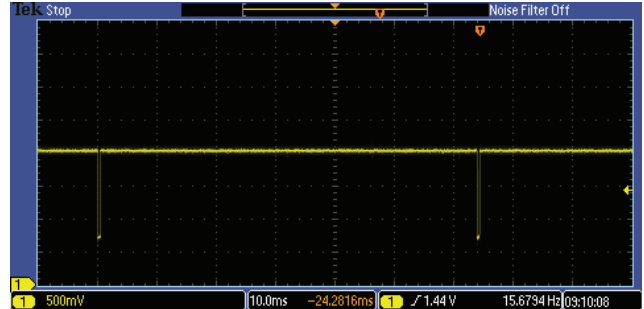 Tek Stop Noise Filter Off
T
T
1
1 500mV 10.0ms -24.2816ms 1 1.44 V 15.6794 Hz 09:10:08